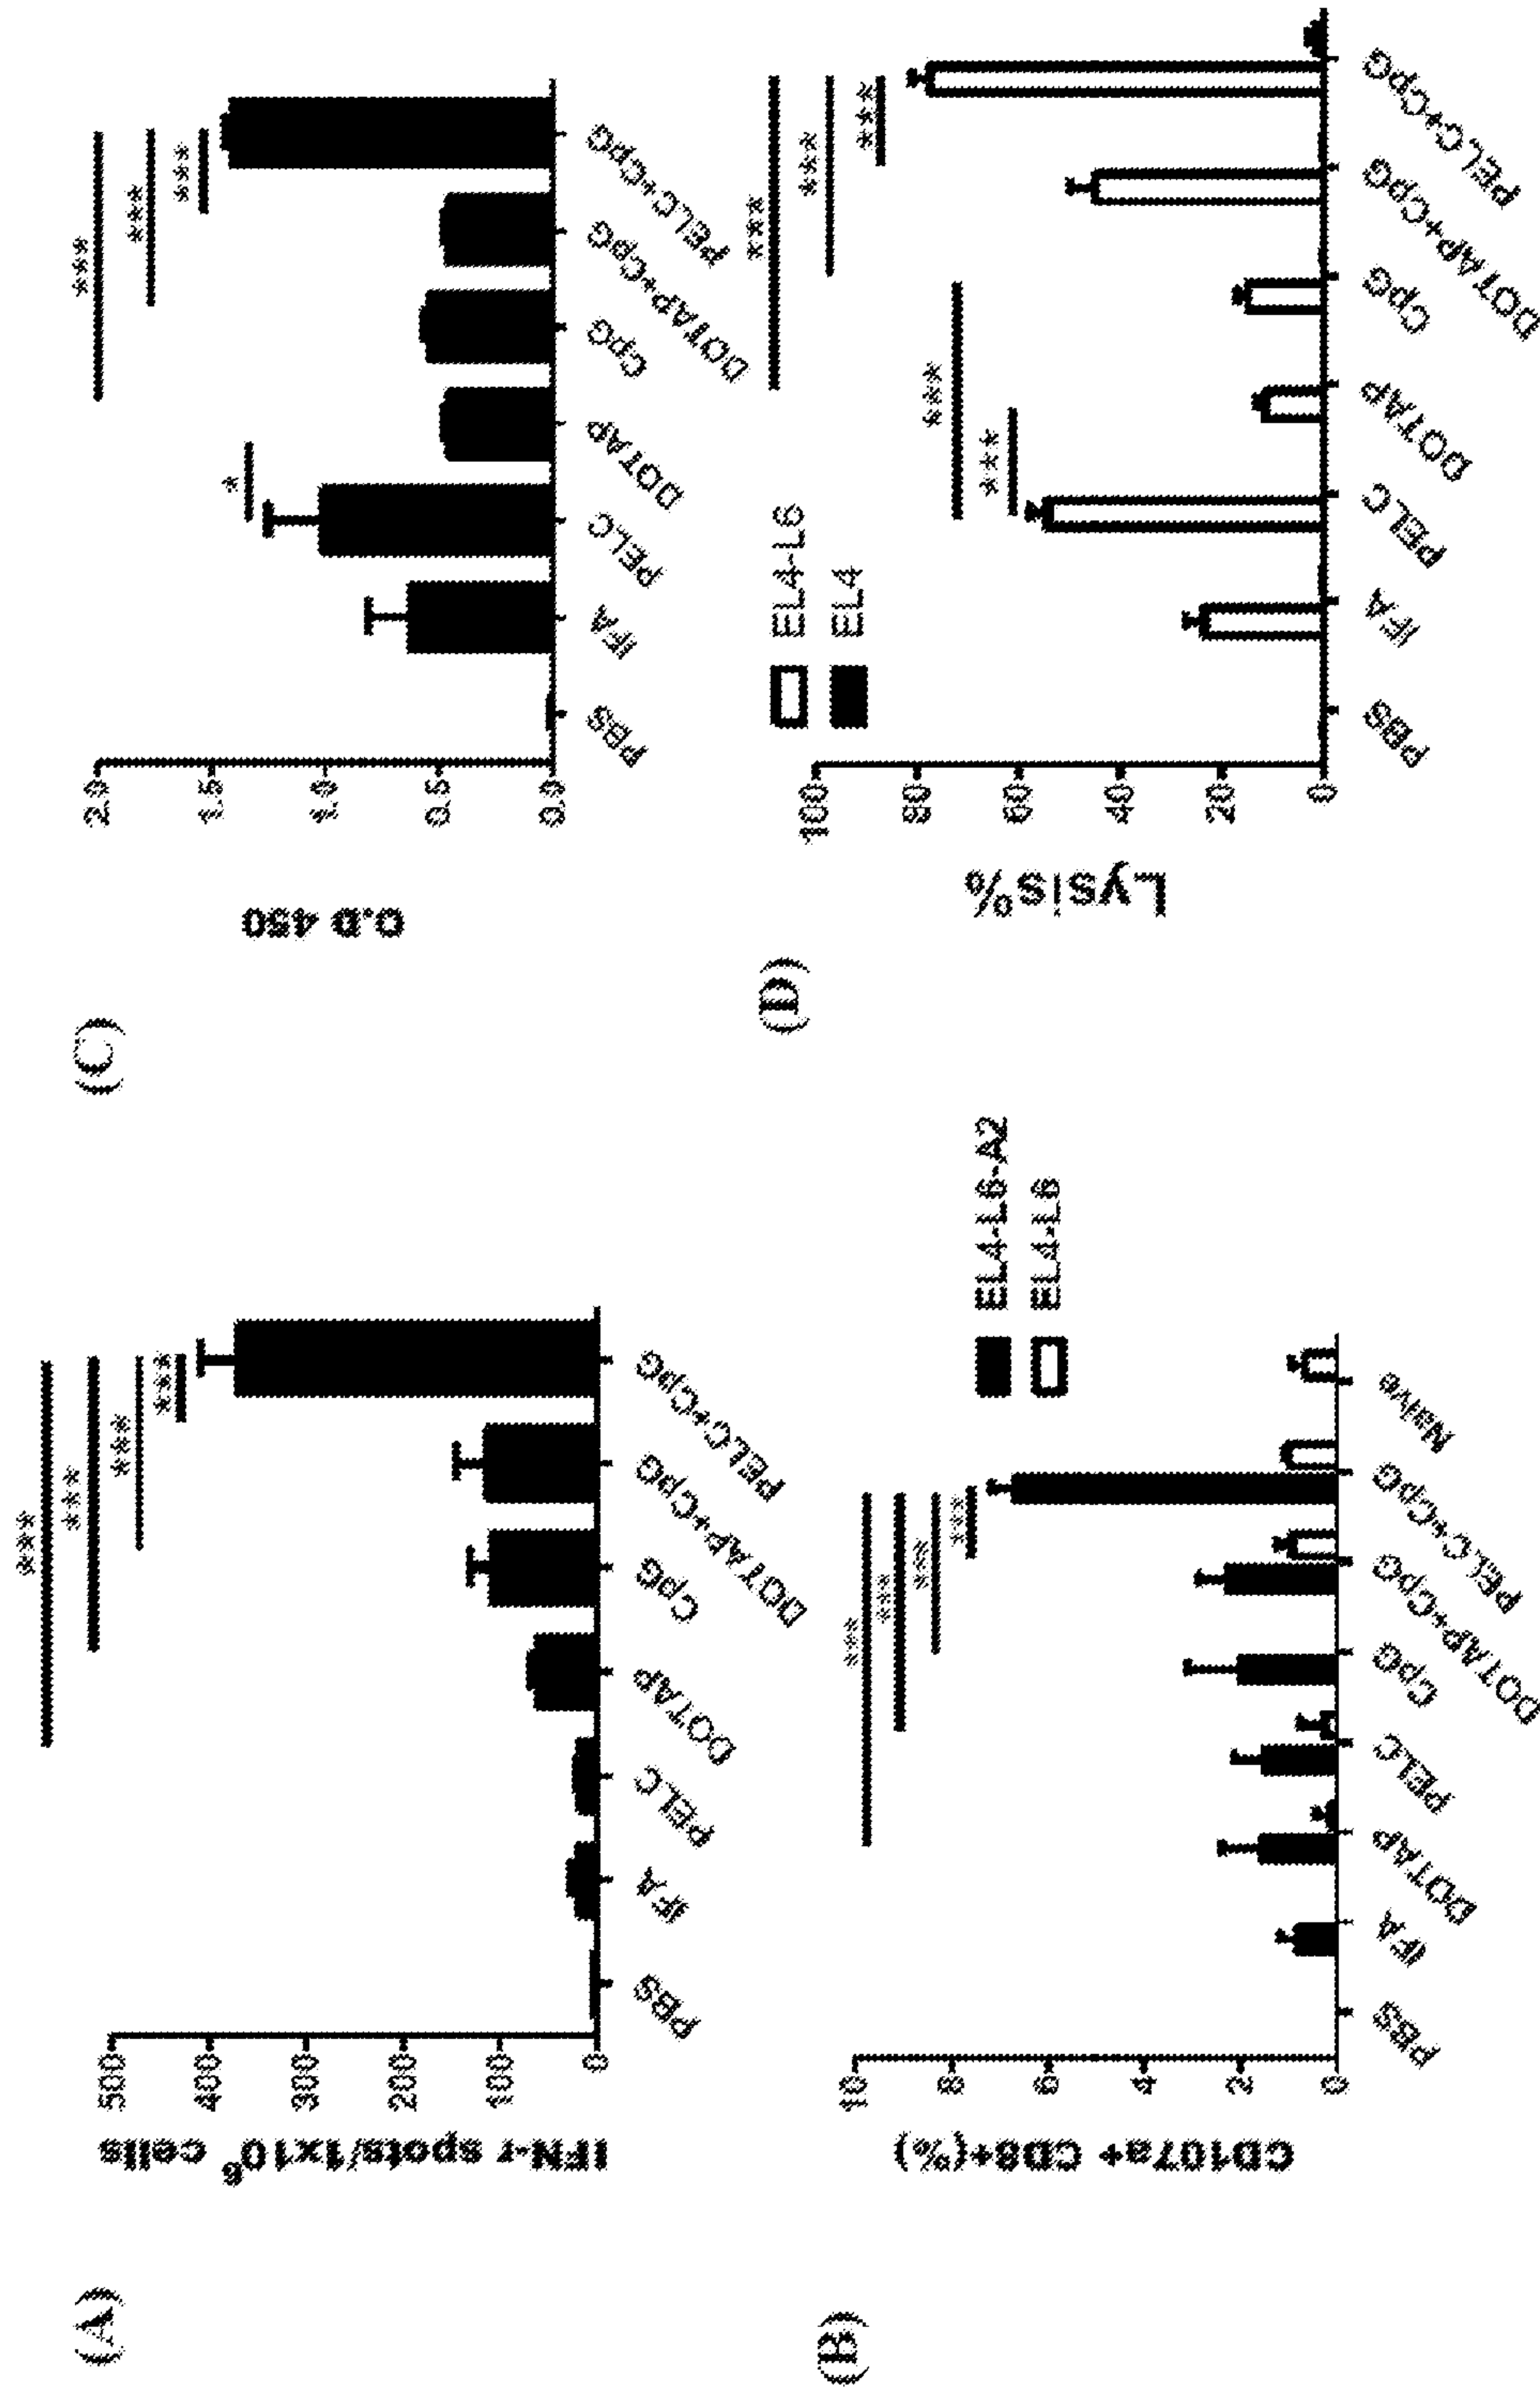 (A)
IFN-r spots/1x10⁶ cells
500
400
300
200
100
0
*** 
***
***
***
PBS
IFA
PELC
DOTAP
CpG
DOTAP+CpG
PELC+CpG
(B)
CD107a+ CD8+(%)
10
8
6
4
2
0
***
***
***
***
EL4-L6-A2
EL4-L6
PBS
IFA
DOTAP
PELC
CpG
DOTAP+CpG
PELC+CpG
Naive
(C)
O.D 450
2.0
1.5
1.0
0.5
0.0
*
***
***
***
PBS
IFA
PELC
DOTAP
CpG
DOTAP+CpG
PELC+CpG
(D)
Lysis%
100
80
60
40
20
0
EL4-L6
EL4
***
***
***
***
***
PBS
IFA
PELC
DOTAP
CpG
DOTAP+CpG
PELC+CpG